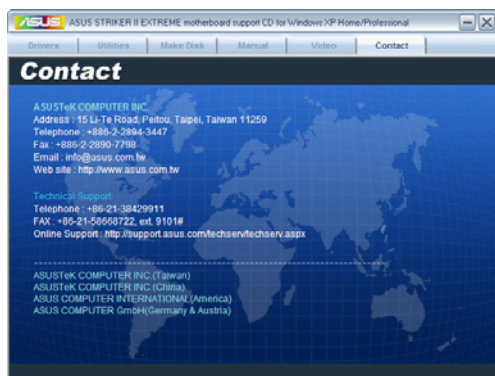 ASUS ASUS STRIKER II EXTREME motherboard support CD for Windows XP Home/Professional
Drivers Utilities Make Disk Manual Video Contact
Contact
ASUSTeK COMPUTER INC.
Address : 15 Li-Te Road, Peitou, Taipei, Taiwan 11259
Telephone : +886-2-2894-3447
Fax : +886-2-2890-7798
Email : info@asus.com.tw
Web site : http://www.asus.com.tw
Technical Support
Telephone : +86-21-38429911
FAX : +86-21-58668722, ext. 9101#
Online Support : http://support.asus.com/techserv/techserv.aspx
ASUSTeK COMPUTER INC.(Taiwan)
ASUSTeK COMPUTER INC.(China)
ASUS COMPUTER INTERNATIONAL(America)
ASUS COMPUTER GmbH(Germany & Austria)